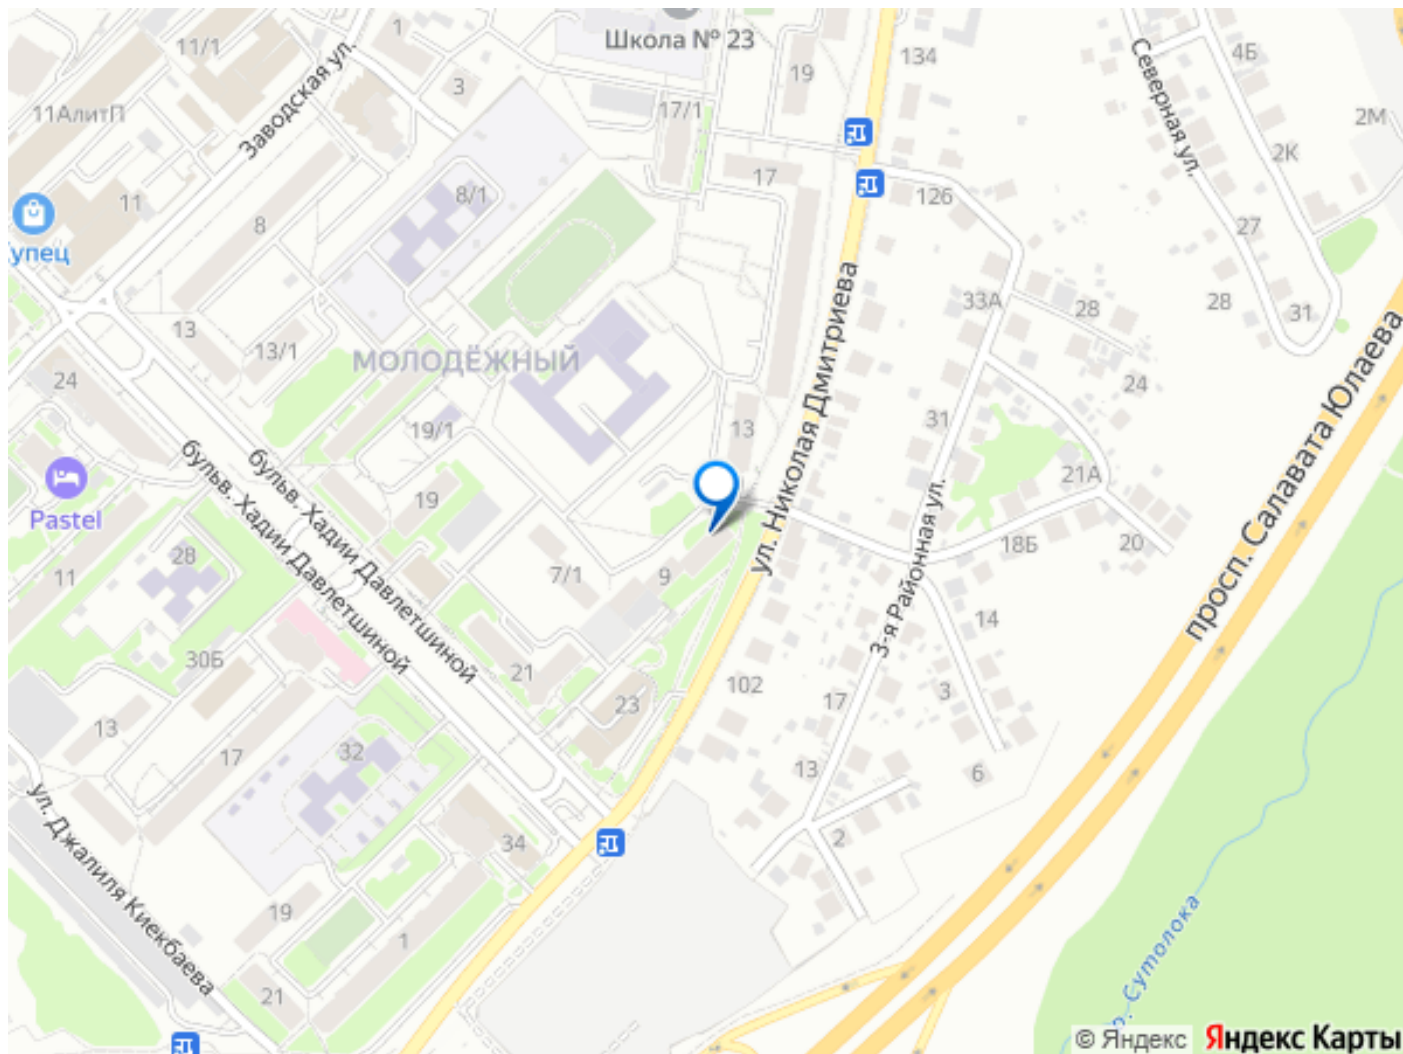 Школа № 23
11/1
1
3
Заводская ул.
11АлитП
17/1
19
134
4Б
2М
Северная ул.
2К
17
126
8/1
11
8
упец
27
28
31
33А
28
13
13/1
МОЛОДЁЖНЫЙ
24
24
19/1
13
31
ул. Николая Дмитриева
просп. Салавата Юлаева
бульв. Хадии Давлетшиной
бульв. Хадии Давлетшиной
Pastel
19
21А
18Б
20
11
28
7/1
9
3-я Районная ул.
14
30Б
21
23
102
17
3
13
17
32
13
6
2
34
ул. Джалиля Киекбаева
19
1
21
р. Сутолока
© Яндекс
Яндекс Карты